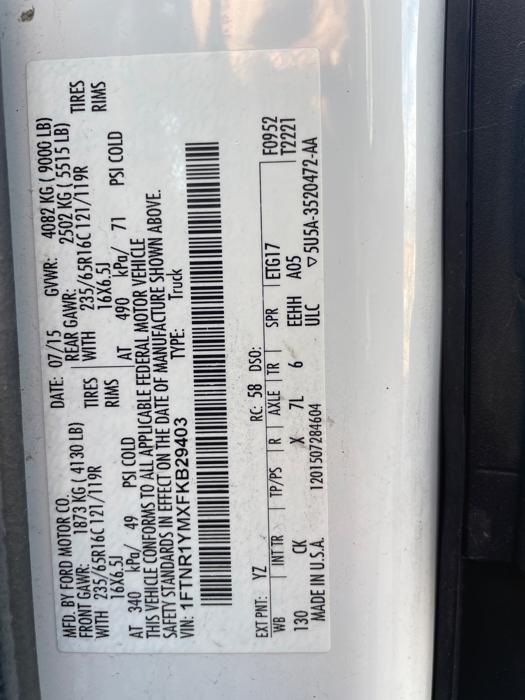 MFD. BY FORD MOTOR CO.
DATE: 07/15 GVWR: 4082 KG ( 9000 LB)
FRONT GAWR: 1873 KG ( 4130 LB) REAR GAWR: 2502 KG ( 5515 LB)
WITH 235/65R16C 121/119R TIRES WITH 235/65R16C 121/119R TIRES
16X6.5J RIMS 16X6.5J RIMS
AT 340 kPa/ 49 PSI COLD AT 490 kPa/ 71 PSI COLD
THIS VEHICLE CONFORMS TO ALL APPLICABLE FEDERAL MOTOR VEHICLE
SAFETY STANDARDS IN EFFECT ON THE DATE OF MANUFACTURE SHOWN ABOVE.
VIN: 1FTNR1YMXFKB29403 TYPE: Truck
EXT PNT: YZ RC: 58 DSO: F0952
WB INT TR TP/PS R AXLE TR SPR ETG17 T2221
130 CK X 7L 6 EEHH A05
MADE IN U.S.A. 1201507284604 ULC ▽5U5A-3520472-AA